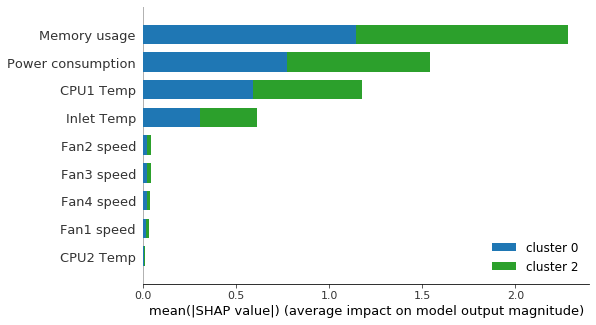 Memory usage
Power consumption
CPU1 Temp
Inlet Temp
Fan2 speed
Fan3 speed
Fan4 speed
Fan1 speed
CPU2 Temp
cluster 0
cluster 2
0.0 0.5 1.0 1.5 2.0
mean(|SHAP value|) (average impact on model output magnitude)